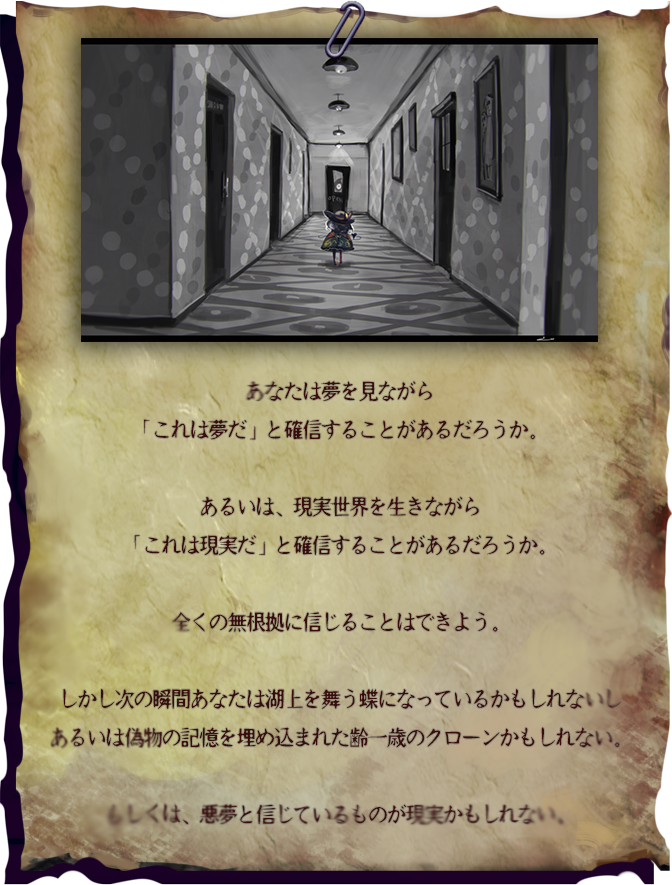 あなたは夢を見ながら
「これは夢だ」と確信することがあるだろうか。
あるいは、現実世界を生きながら
「これは現実だ」と確信することがあるだろうか。
全くの無根拠に信じることはできよう。
しかし次の瞬間あなたは湖上を舞う蝶になっているかもしれないし
あるいは偽物の記憶を埋め込まれた齢一歳のクローンかもしれない。
もしくは、悪夢と信じているものが現実かもしれない。